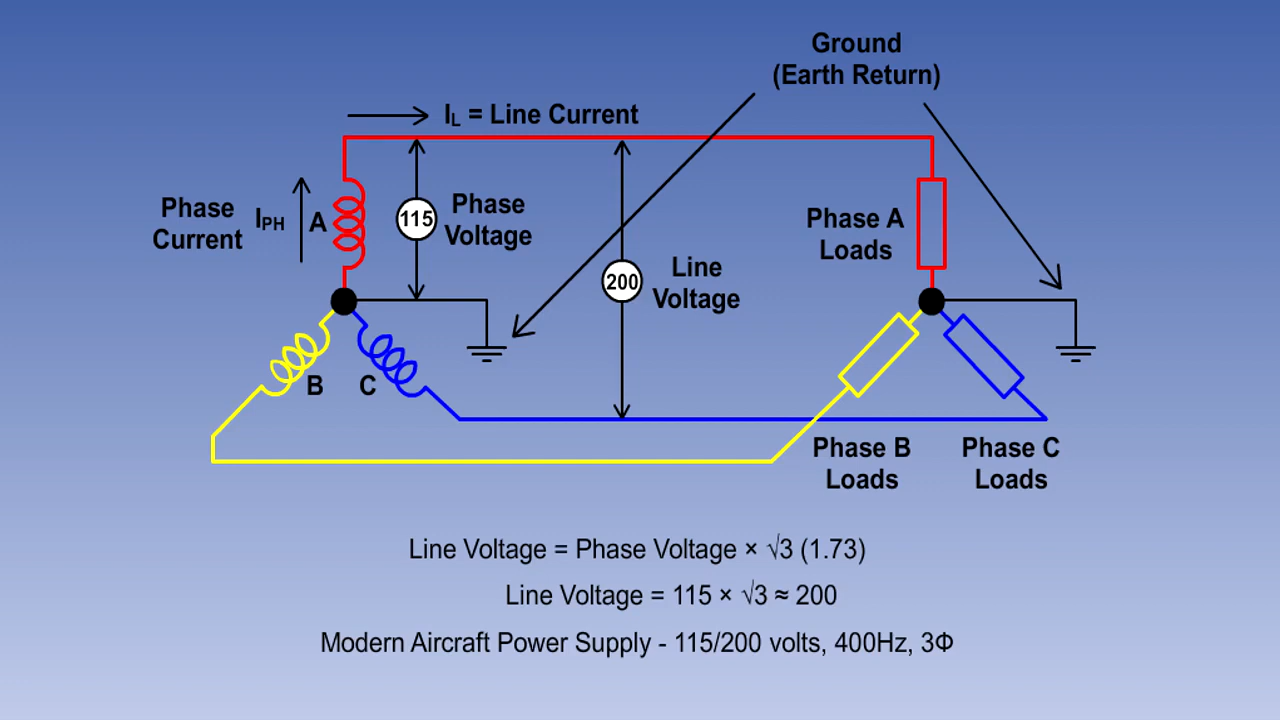 Ground
(Earth Return)
IL = Line Current
Phase
Current
IPH
A
115
Phase
Voltage
200
Line
Voltage
Phase A
Loads
B
C
Phase B
Loads
Phase C
Loads
Line Voltage = Phase Voltage × √3 (1.73)
Line Voltage = 115 × √3 ≈ 200
Modern Aircraft Power Supply - 115/200 volts, 400Hz, 3Φ